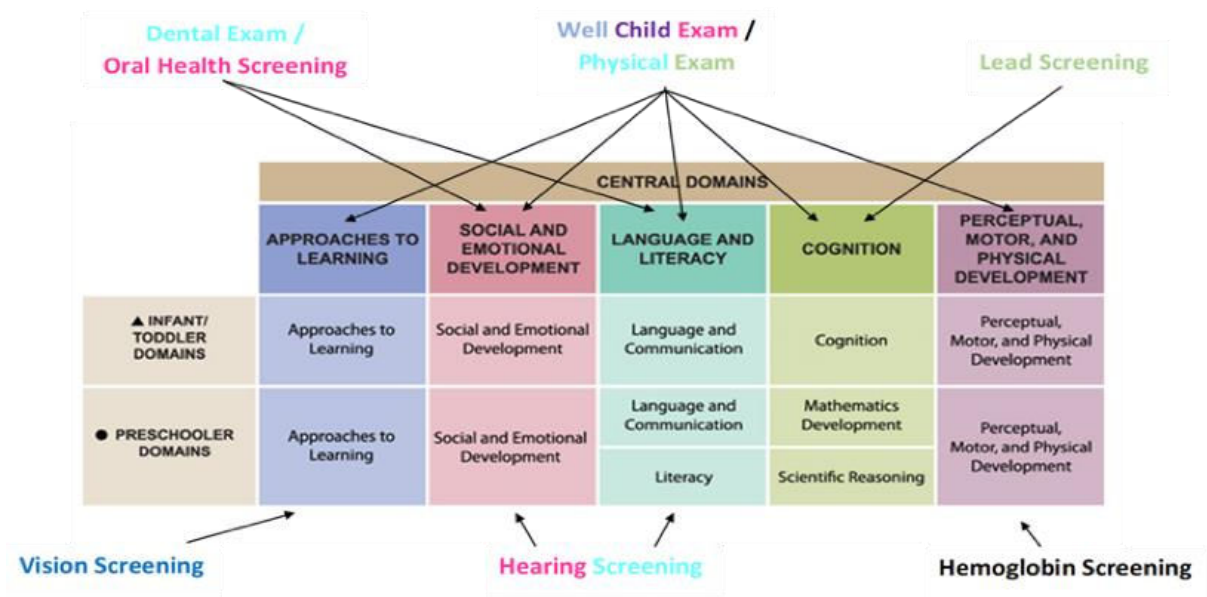 Dental Exam /
Oral Health Screening
Well Child Exam /
Physical Exam
Lead Screening
CENTRAL DOMAINS
APPROACHES TO
LEARNING
SOCIAL AND
EMOTIONAL
DEVELOPMENT
LANGUAGE AND
LITERACY
COGNITION
PERCEPTUAL,
MOTOR, AND
PHYSICAL
DEVELOPMENT
▲ INFANT/
TODDLER
DOMAINS
Approaches to
Learning
Social and Emotional
Development
Language and
Communication
Cognition
Perceptual,
Motor, and Physical
Development
● PRESCHOOLER
DOMAINS
Approaches to
Learning
Social and Emotional
Development
Language and
Communication
Literacy
Mathematics
Development
Scientific Reasoning
Perceptual,
Motor, and Physical
Development
Vision Screening
Hearing Screening
Hemoglobin Screening